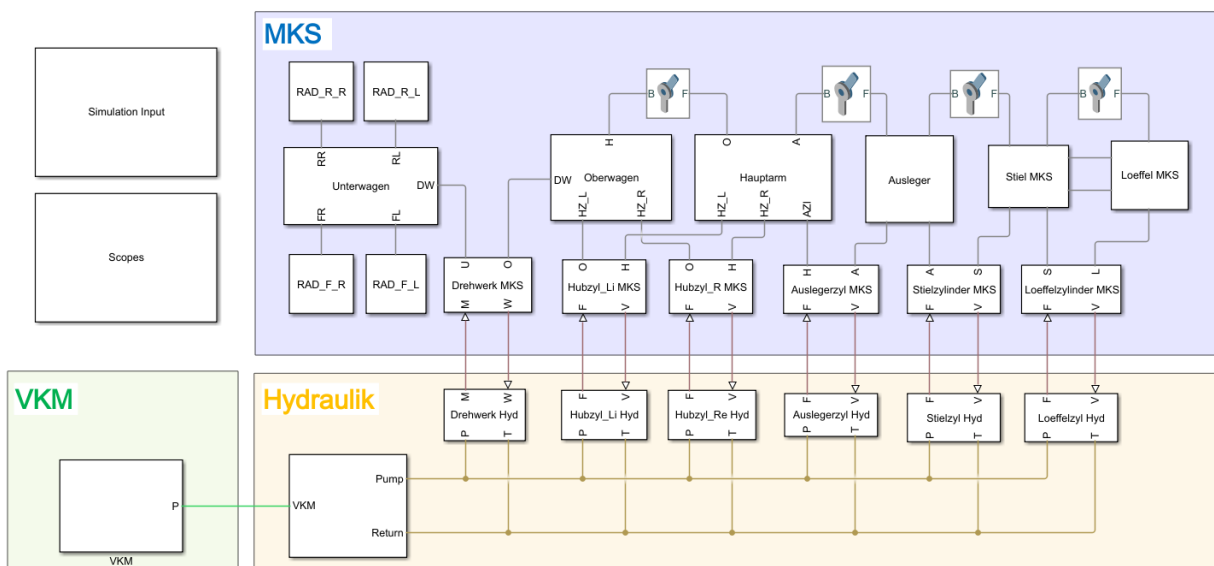 MKS
Simulation Input
Scopes
RAD_R_R
RAD_R_L
RR
RL
Unterwagen
DW
FR
FL
RAD_F_R
RAD_F_L
B
F
B
F
B
F
B
F
H
DW
Oberwagen
HZ_L
HZ_R
O
A
Hauptarm
HZ_L
HZ_R
AZI
Ausleger
Stiel MKS
Loeffel MKS
U
O
Drehwerk MKS
M
W
O
H
Hubzyl_Li MKS
F
V
O
H
Hubzyl_R MKS
F
V
H
A
Auslegerzyl MKS
F
V
A
S
Stielzylinder MKS
F
V
S
L
Loeffelzylinder MKS
F
V
VKM
P
VKM
Hydraulik
M
W
Drehwerk Hyd
P
T
F
V
Hubzyl_Li Hyd
P
T
F
V
Hubzyl_Re Hyd
P
T
F
V
Auslegerzyl Hyd
P
T
F
V
Stielzyl Hyd
P
T
F
V
Loeffelzyl Hyd
P
T
Pump
VKM
Return